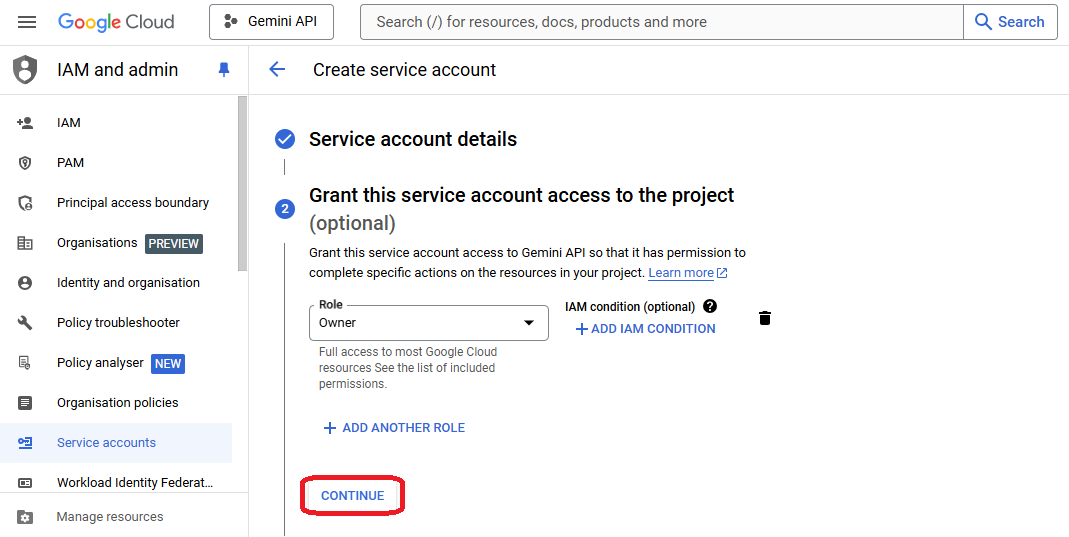 Google Cloud
Gemini API
Search (/) for resources, docs, products and more
Search
IAM and admin
Create service account
IAM
PAM
Principal access boundary
Organisations PREVIEW
Identity and organisation
Policy troubleshooter
Policy analyser NEW
Organisation policies
Service accounts
Workload Identity Federat...
Manage resources
Service account details
2
Grant this service account access to the project
(optional)
Grant this service account access to Gemini API so that it has permission to
complete specific actions on the resources in your project. Learn more
Role
Owner
IAM condition (optional) ?
+ ADD IAM CONDITION
Full access to most Google Cloud
resources See the list of included
permissions.
+ ADD ANOTHER ROLE
CONTINUE